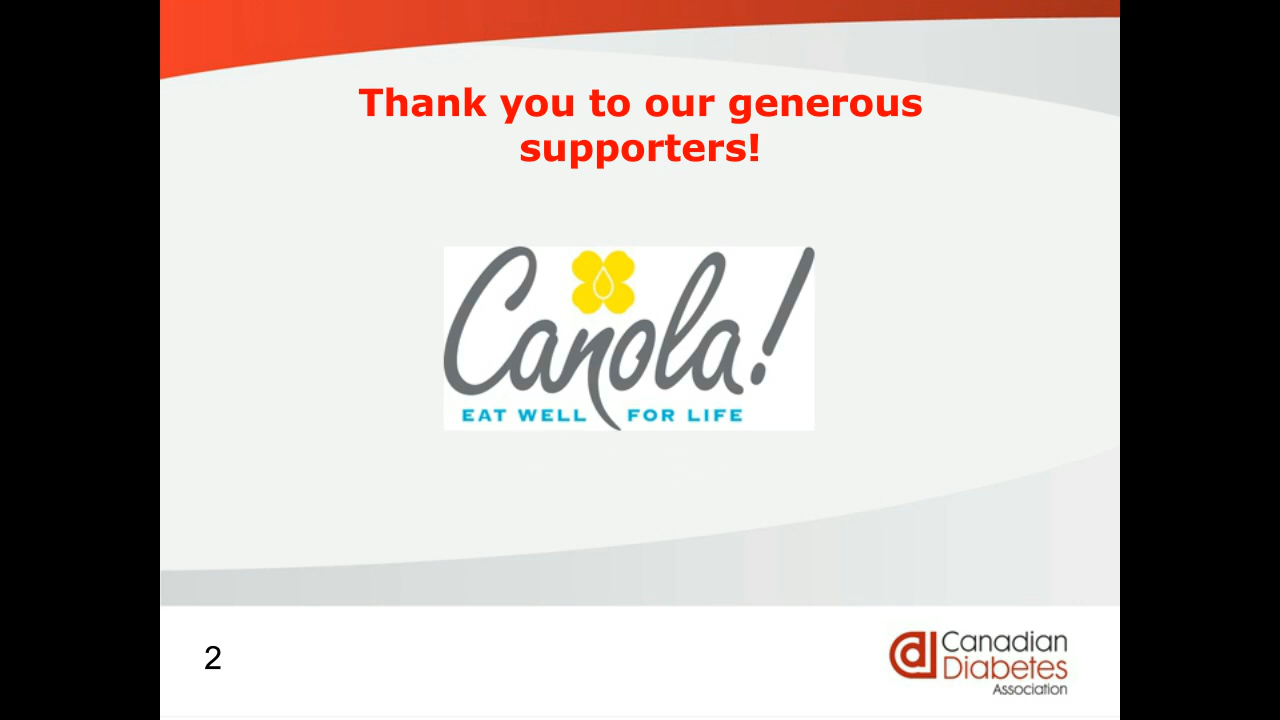 Thank you to our generous
supporters!
Canola!
EAT WELL FOR LIFE
2
Canadian
Diabetes
Association